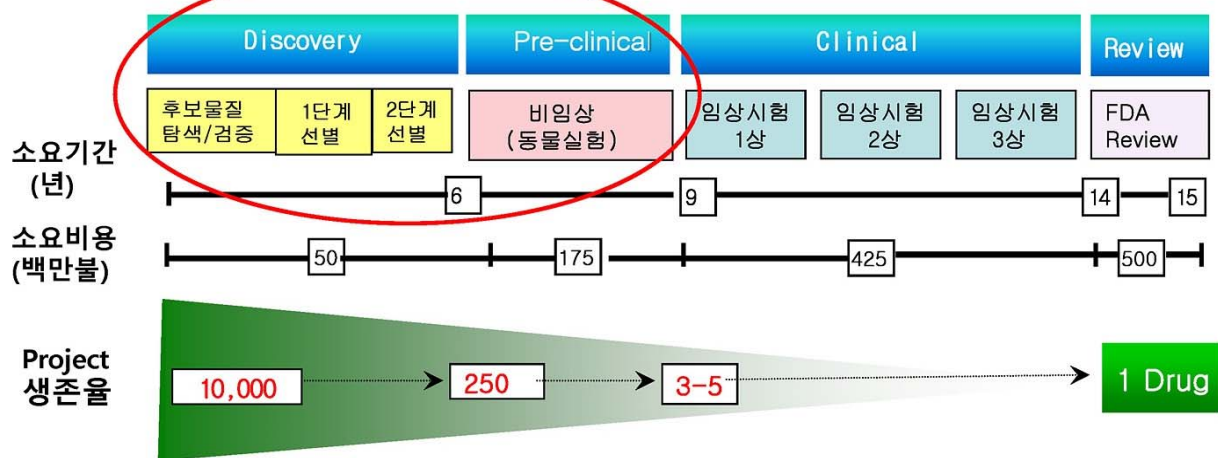 Discovery
Pre-clinical
Clinical
Review
후보물질
탐색/검증
1단계
선별
2단계
선별
비임상
(동물실험)
임상시험
1상
임상시험
2상
임상시험
3상
FDA
Review
소요기간
(년)
6
9
14
15
소요비용
(백만불)
50
175
425
500
Project
생존율
10,000
250
3-5
1 Drug